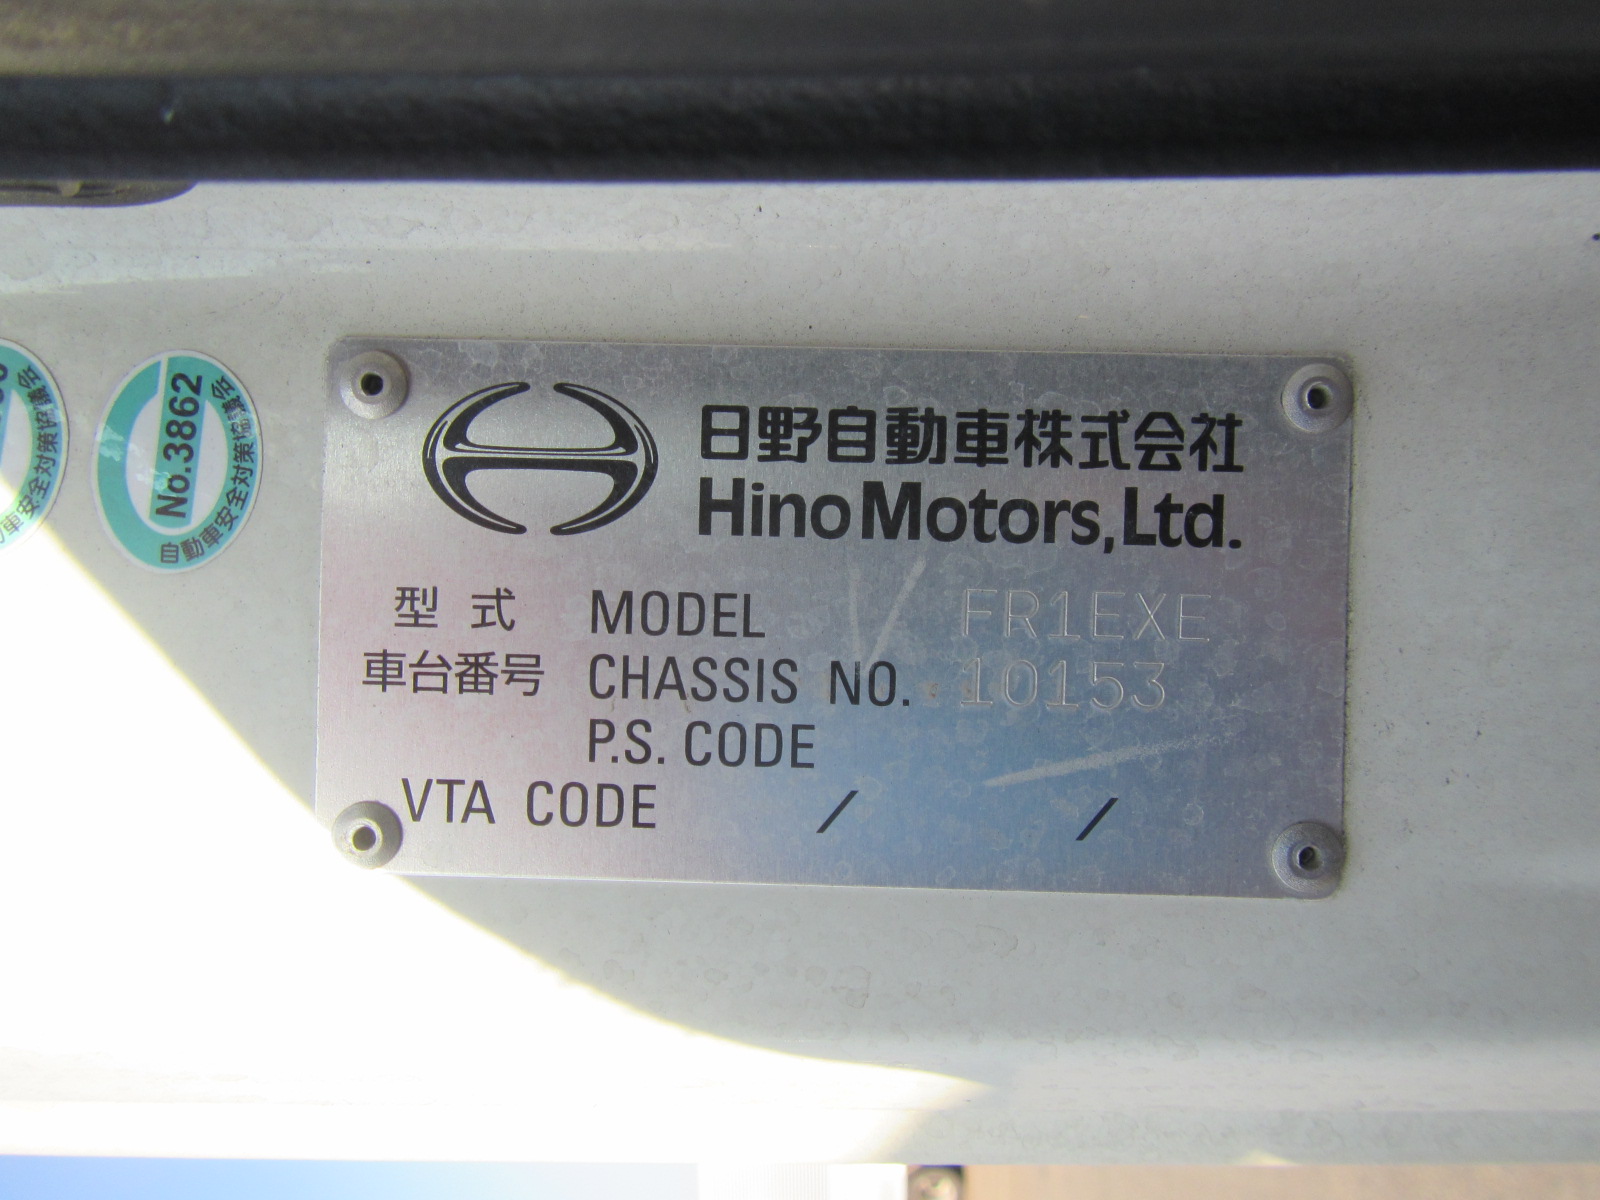 No.3862
自動車安全対策協議会
日野自動車株式会社
Hino Motors, Ltd.
型 式 MODEL FR1EXE
車台番号 CHASSIS NO. 10153
P.S. CODE
VTA CODE / /